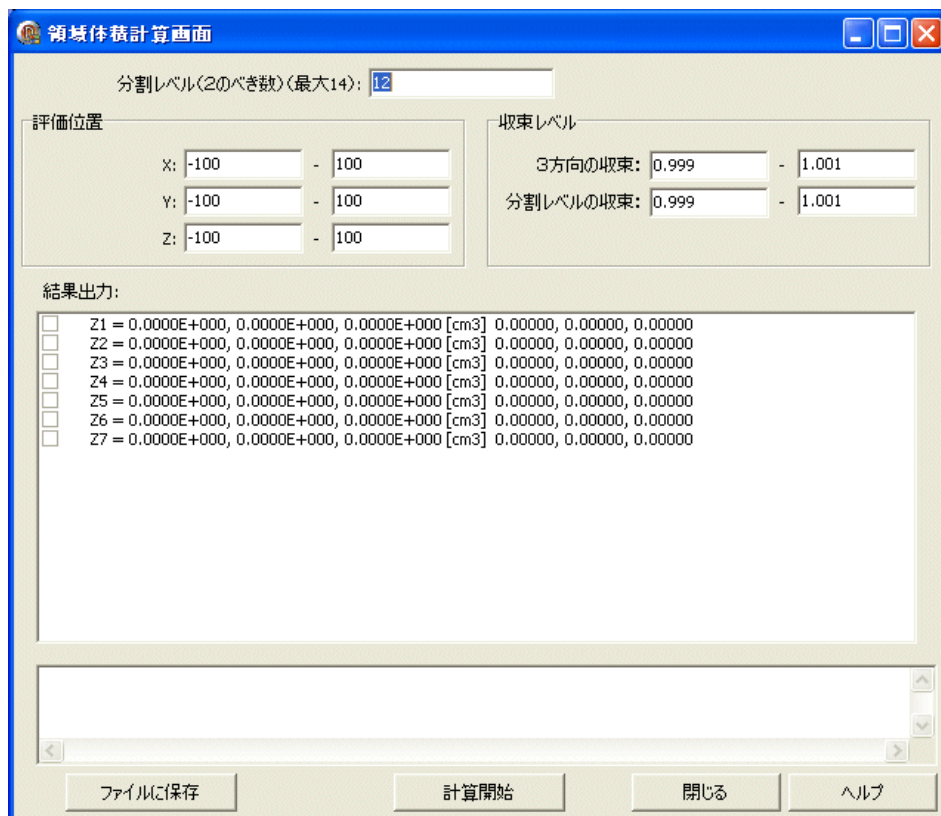 領域体積計算画面
分割レベル(2のべき数)(最大14): 12
評価位置
X: -100 - 100
Y: -100 - 100
Z: -100 - 100
収束レベル
3方向の収束: 0.999 - 1.001
分割レベルの収束: 0.999 - 1.001
結果出力:
Z1 = 0.0000E+000, 0.0000E+000, 0.0000E+000 [cm3] 0.00000, 0.00000, 0.00000
Z2 = 0.0000E+000, 0.0000E+000, 0.0000E+000 [cm3] 0.00000, 0.00000, 0.00000
Z3 = 0.0000E+000, 0.0000E+000, 0.0000E+000 [cm3] 0.00000, 0.00000, 0.00000
Z4 = 0.0000E+000, 0.0000E+000, 0.0000E+000 [cm3] 0.00000, 0.00000, 0.00000
Z5 = 0.0000E+000, 0.0000E+000, 0.0000E+000 [cm3] 0.00000, 0.00000, 0.00000
Z6 = 0.0000E+000, 0.0000E+000, 0.0000E+000 [cm3] 0.00000, 0.00000, 0.00000
Z7 = 0.0000E+000, 0.0000E+000, 0.0000E+000 [cm3] 0.00000, 0.00000, 0.00000
ファイルに保存 計算開始 閉じる ヘルプ